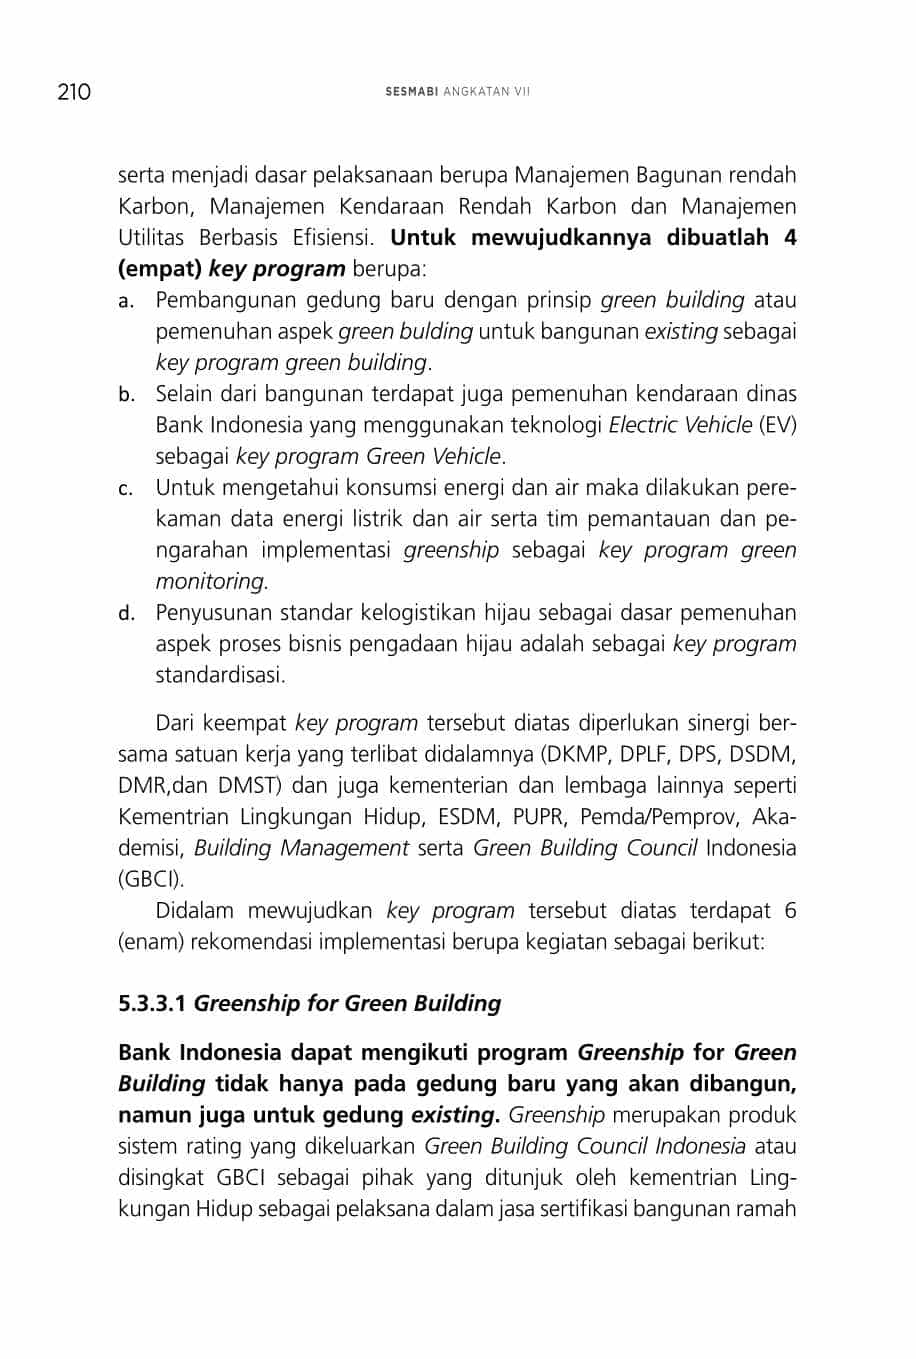 210
SESMABI ANGKATAN VII
serta menjadi dasar pelaksanaan berupa Manajemen Bagunan rendah
Karbon, Manajemen Kendaraan Rendah Karbon dan Manajemen
Utilitas Berbasis Efisiensi. Untuk mewujudkannya dibuatlah 4
(empat) key program berupa:
a. Pembangunan gedung baru dengan prinsip green building atau
pemenuhan aspek green bulding untuk bangunan existing sebagai
key program green building.
b. Selain dari bangunan terdapat juga pemenuhan kendaraan dinas
Bank Indonesia yang menggunakan teknologi Electric Vehicle (EV)
sebagai key program Green Vehicle.
c. Untuk mengetahui konsumsi energi dan air maka dilakukan pere-
kaman data energi listrik dan air serta tim pemantauan dan pe-
ngarahan implementasi greenship sebagai key program green
monitoring.
d. Penyusunan standar kelogistikan hijau sebagai dasar pemenuhan
aspek proses bisnis pengadaan hijau adalah sebagai key program
standardisasi.
Dari keempat key program tersebut diatas diperlukan sinergi ber-
sama satuan kerja yang terlibat didalamnya (DKMP, DPLF, DPS, DSDM,
DMR,dan DMST) dan juga kementerian dan lembaga lainnya seperti
Kementrian Lingkungan Hidup, ESDM, PUPR, Pemda/Pemprov, Aka-
demisi, Building Management serta Green Building Council Indonesia
(GBCI).
Didalam mewujudkan key program tersebut diatas terdapat 6
(enam) rekomendasi implementasi berupa kegiatan sebagai berikut:
5.3.3.1 Greenship for Green Building
Bank Indonesia dapat mengikuti program Greenship for Green
Building tidak hanya pada gedung baru yang akan dibangun,
namun juga untuk gedung existing. Greenship merupakan produk
sistem rating yang dikeluarkan Green Building Council Indonesia atau
disingkat GBCI sebagai pihak yang ditunjuk oleh kementrian Ling-
kungan Hidup sebagai pelaksana dalam jasa sertifikasi bangunan ramah